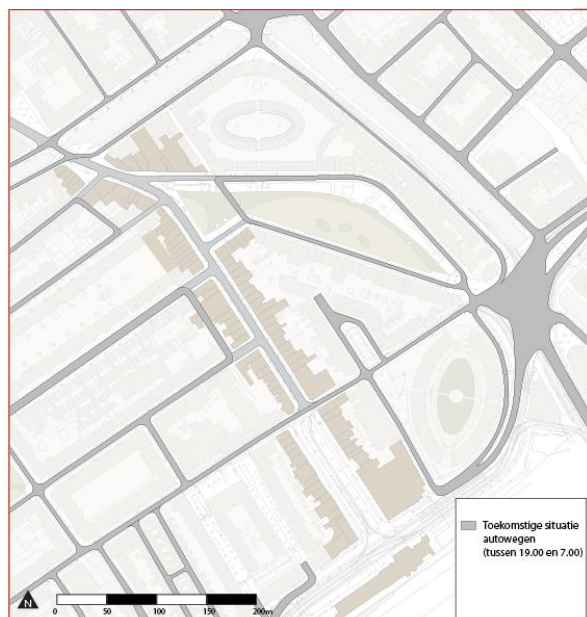 Toekomstige situatie
autowegen
(tussen 19.00 en 7.00)
N
0 50 100 150 200m